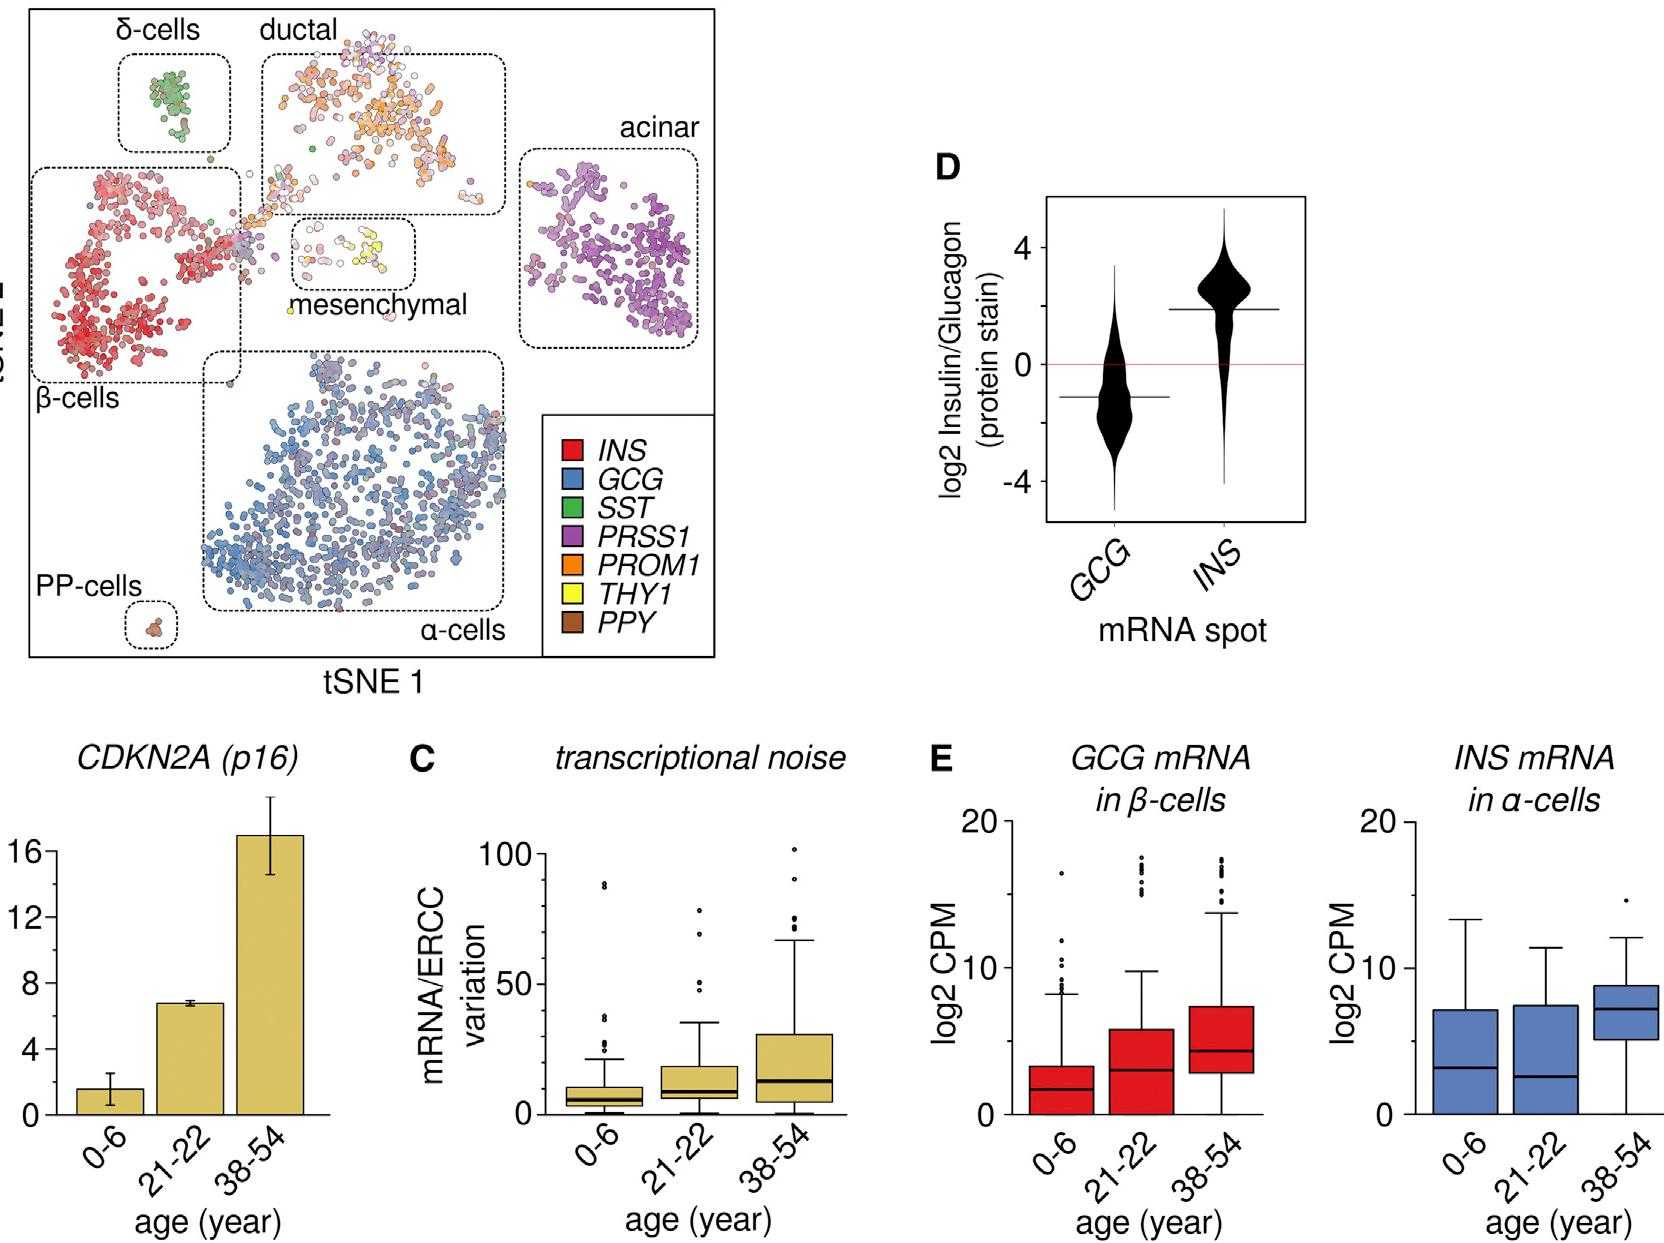 δ-cells
ductal
acinar
mesenchymal
β-cells
PP-cells
α-cells
INS
GCG
SST
PRSS1
PROM1
THY1
PPY
tSNE 1
D
log2 Insulin/Glucagon
(protein stain)
4
0
-4
GCG
INS
mRNA spot
CDKN2A (p16)
16
12
8
4
0
0-6
21-22
38-54
age (year)
C
transcriptional noise
mRNA/ERCC
variation
100
50
0
0-6
21-22
38-54
age (year)
E
GCG mRNA
in β-cells
log2 CPM
20
10
0
0-6
21-22
38-54
age (year)
INS mRNA
in α-cells
log2 CPM
20
10
0
0-6
21-22
38-54
age (year)